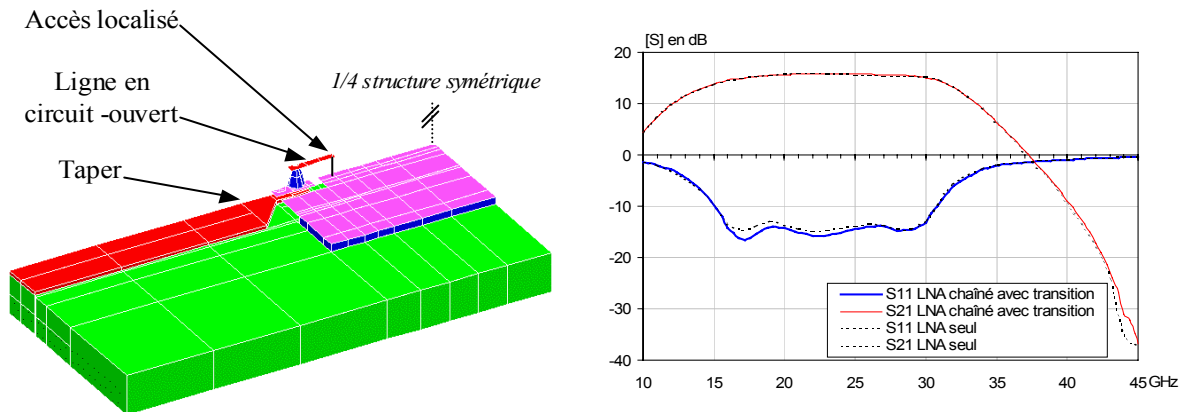 Accès localisé
Ligne en
circuit -ouvert
Taper
1/4 structure symétrique
[S] en dB
20
10
0
-10
-20
-30
-40
S11 LNA chaîné avec transition
S21 LNA chaîné avec transition
S11 LNA seul
S21 LNA seul
10 15 20 25 30 35 40 45 GHz